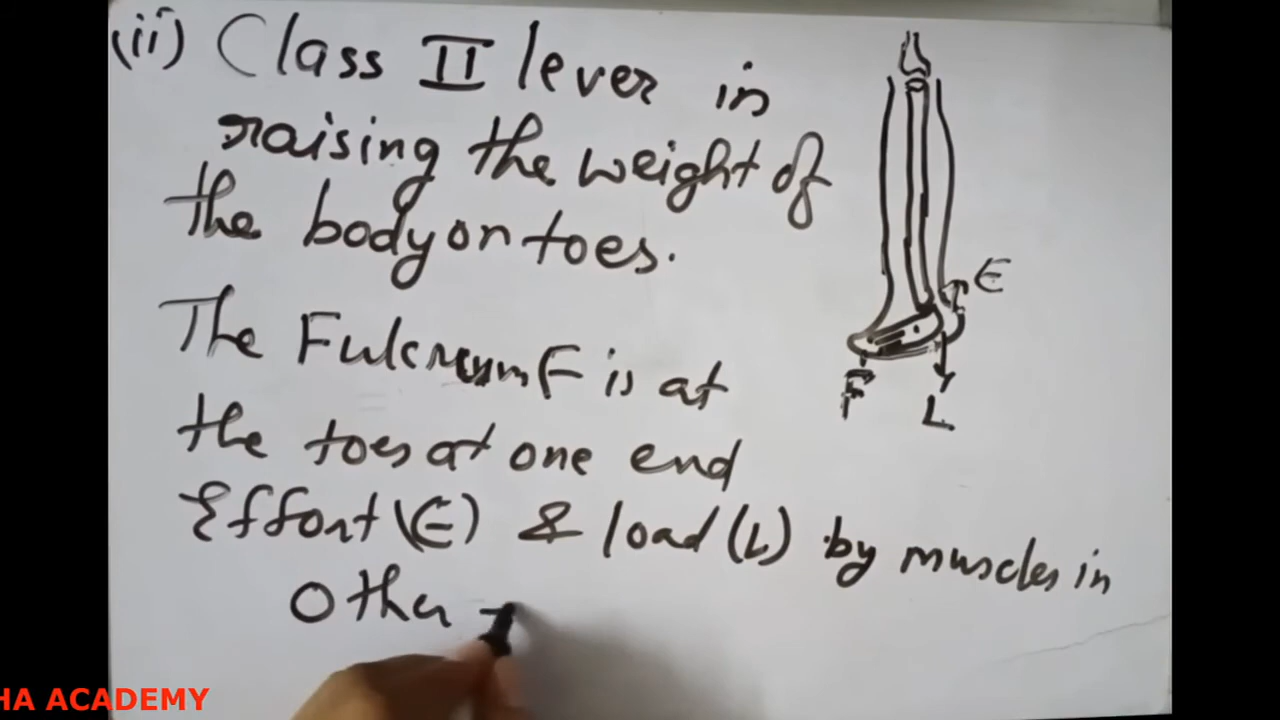 (ii) Class II lever in
raising the weight of
the body on toes.
The Fulcrum F is at
the toes at one end
Effort (E) & load (L) by muscles in
other
E
F
L
HA ACADEMY